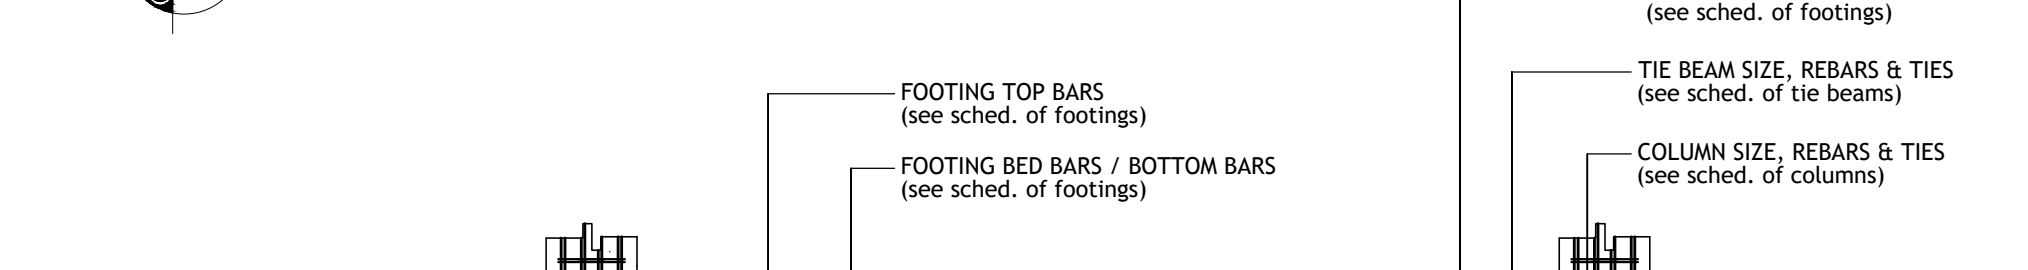 (see sched. of footings)
TIE BEAM SIZE, REBARS & TIES
(see sched. of tie beams)
FOOTING TOP BARS
(see sched. of footings)
COLUMN SIZE, REBARS & TIES
(see sched. of columns)
FOOTING BED BARS / BOTTOM BARS
(see sched. of footings)